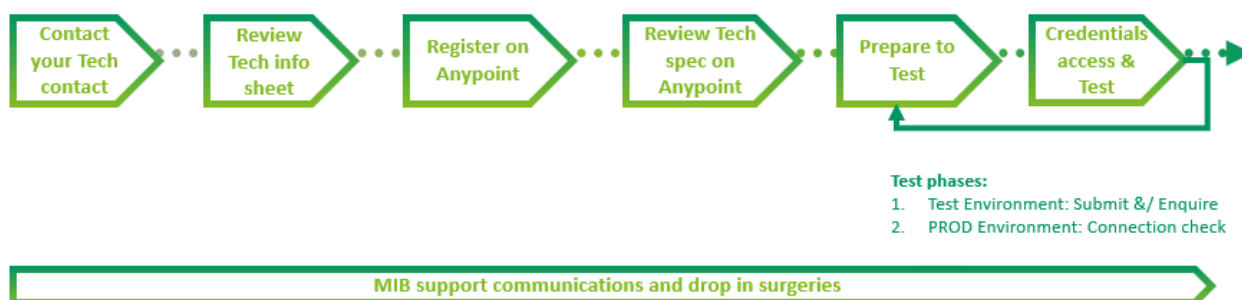 Contact
your Tech
contact
Review
Tech info
sheet
Register on
Anypoint
Review Tech
spec on
Anypoint
Prepare to
Test
Credentials
access &
Test
Test phases:
1. Test Environment: Submit &/ Enquire
2. PROD Environment: Connection check
MIB support communications and drop in surgeries